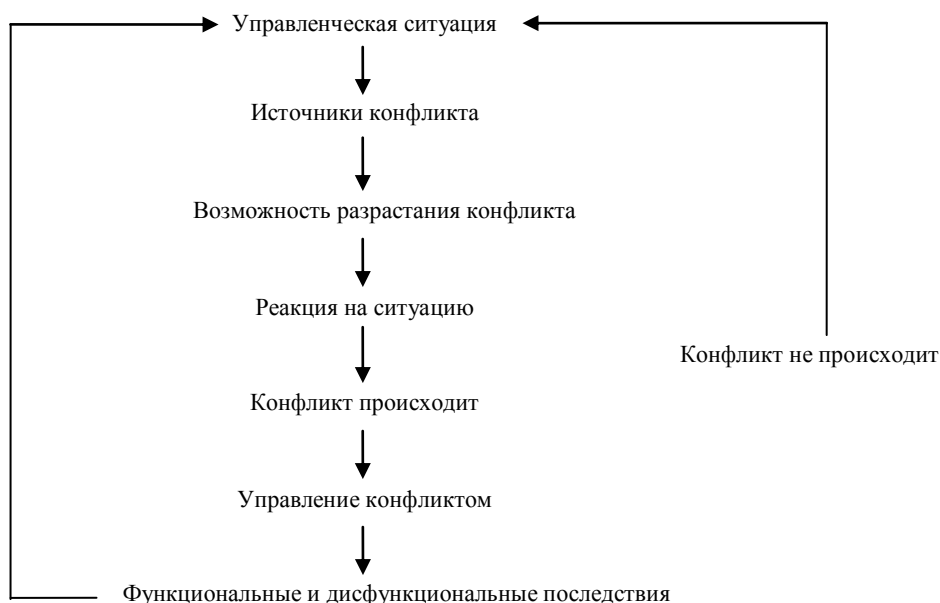 Управленческая ситуация
Источники конфликта
Возможность разрастания конфликта
Реакция на ситуацию
Конфликт не происходит
Конфликт происходит
Управление конфликтом
Функциональные и дисфункциональные последствия